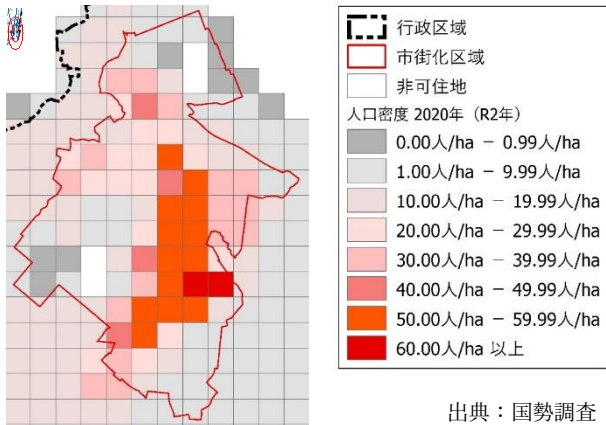 行政区域
市街化区域
非可住地
人口密度 2020年（R2年）
0.00人/ha － 0.99人/ha
1.00人/ha － 9.99人/ha
10.00人/ha － 19.99人/ha
20.00人/ha － 29.99人/ha
30.00人/ha － 39.99人/ha
40.00人/ha － 49.99人/ha
50.00人/ha － 59.99人/ha
60.00人/ha 以上
出典：国勢調査